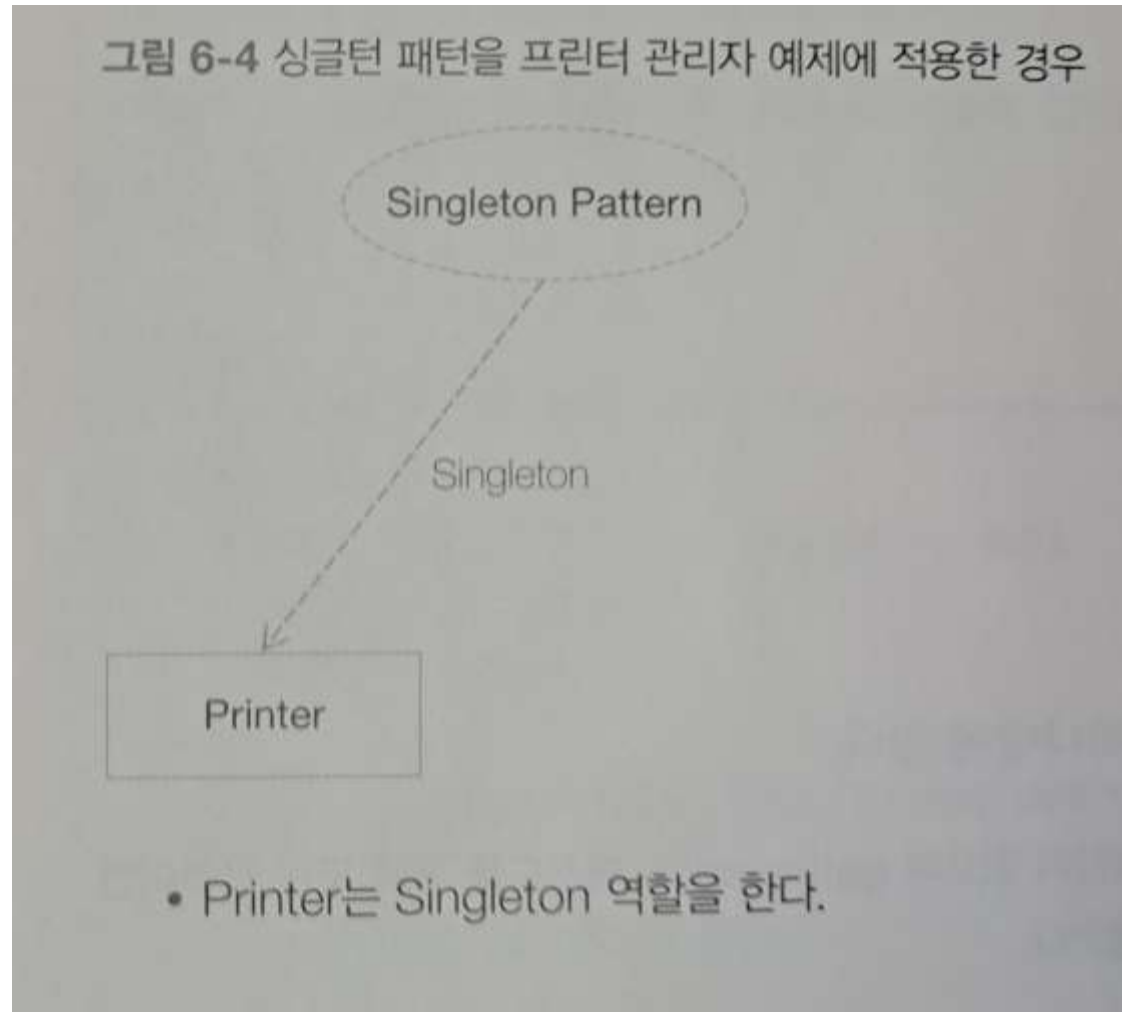 그림 6-4 싱글턴 패턴을 프린터 관리자 예제에 적용한 경우
Singleton Pattern
Singleton
Printer
• Printer는 Singleton 역할을 한다.